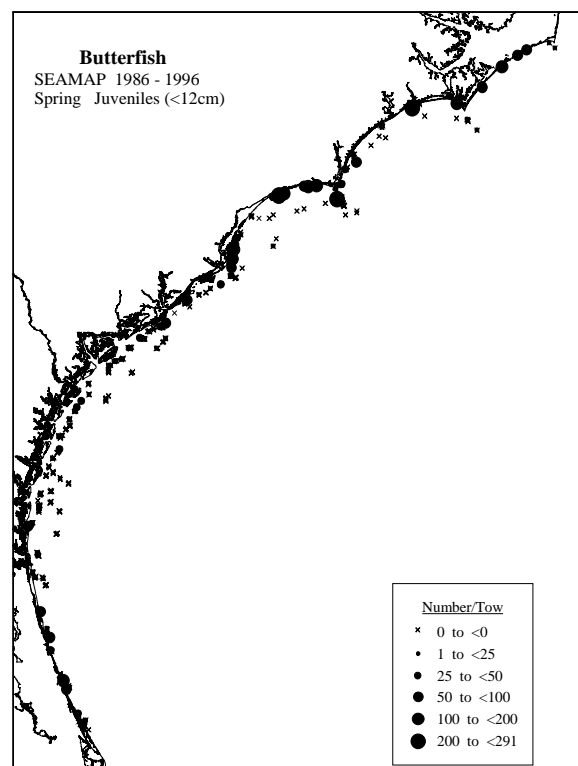 Butterfish
SEAMAP 1986 - 1996
Spring Juveniles (<12cm)
Number/Tow
0 to <0
1 to <25
25 to <50
50 to <100
100 to <200
200 to <291